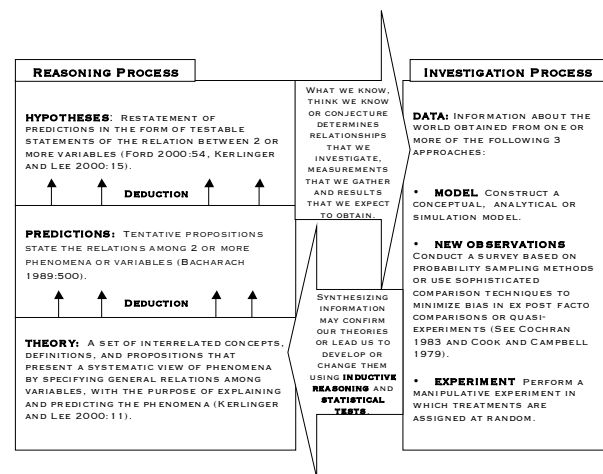 REASONING PROCESS
HYPOTHESES: RESTATEMENT OF
PREDICTIONS IN THE FORM OF TESTABLE
STATEMENTS OF THE RELATION BETWEEN 2 OR
MORE VARIABLES (FORD 2000:54, KERLINGER
AND LEE 2000:15).
DEDUCTION
PREDICTIONS: TENTATIVE PROPOSITIONS
STATE THE RELATIONS AMONG 2 OR MORE
PHENOMENA OR VARIABLES (BACHARACH
1989:500).
DEDUCTION
THEORY: A SET OF INTERRELATED CONCEPTS,
DEFINITIONS, AND PROPOSITIONS THAT
PRESENT A SYSTEMATIC VIEW OF PHENOMENA
BY SPECIFYING GENERAL RELATIONS AMONG
VARIABLES, WITH THE PURPOSE OF EXPLAINING
AND PREDICTING THE PHENOMENA (KERLINGER
AND LEE 2000:11).
WHAT WE KNOW,
THINK WE KNOW
OR CONJECTURE
DETERMINES
RELATIONSHIPS
THAT WE
INVESTIGATE,
MEASUREMENTS
THAT WE GATHER
AND RESULTS
THAT WE EXPECT
TO OBTAIN.
SYNTHESIZING
INFORMATION
MAY CONFIRM
OUR THEORIES
OR LEAD US TO
DEVELOP OR
CHANGE THEM
USING INDUCTIVE
REASONING AND
STATISTICAL
TESTS.
INVESTIGATION PROCESS
DATA: INFORMATION ABOUT THE
WORLD OBTAINED FROM ONE OR
MORE OF THE FOLLOWING 3
APPROACHES:
• MODEL CONSTRUCT A
CONCEPTUAL, ANALYTICAL OR
SIMULATION MODEL.
• NEW OBSERVATIONS
CONDUCT A SURVEY BASED ON
PROBABILITY SAMPLING METHODS
OR USE SOPHISTICATED
COMPARISON TECHNIQUES TO
MINIMIZE BIAS IN EX POST FACTO
COMPARISONS OR QUASI-
EXPERIMENTS (SEE COCHRAN
1983 AND COOK AND CAMPBELL
1979).
• EXPERIMENT PERFORM A
MANIPULATIVE EXPERIMENT IN
WHICH TREATMENTS ARE
ASSIGNED AT RANDOM.